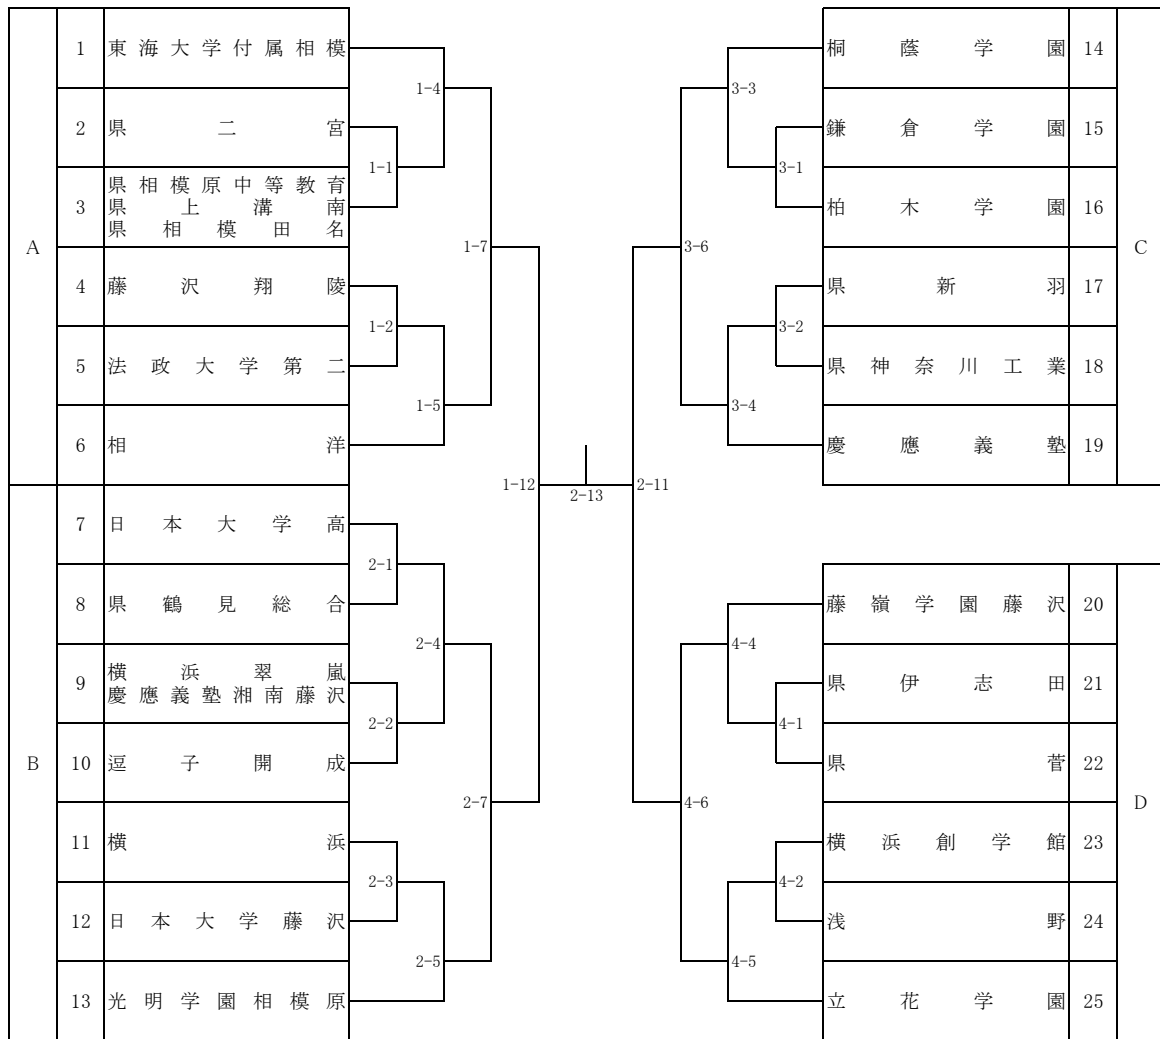 A
1 東海大学付属相模
2 県二宮
3 県相模原中等教育
県上溝南
県相模田名
4 藤沢翔陵
5 法政大学第二
6 相洋
B
7 日本大学高
8 県鶴見総合
9 横浜翠嵐
慶應義塾湘南藤沢
10 逗子開成
11 横浜
12 日本大学藤沢
13 光明学園相模原
1-4
1-1
1-7
1-2
1-5
1-12
2-13
2-11
2-1
2-4
2-2
2-7
2-3
2-5
3-3
3-1
3-6
3-2
3-4
4-4
4-1
4-6
4-2
4-5
桐蔭学園 14
鎌倉学園 15
柏木学園 16
県新羽 17
県神奈川工業 18
慶應義塾 19
C
藤嶺学園藤沢 20
県伊志田 21
県菅 22
横浜創学館 23
浅野 24
立花学園 25
D